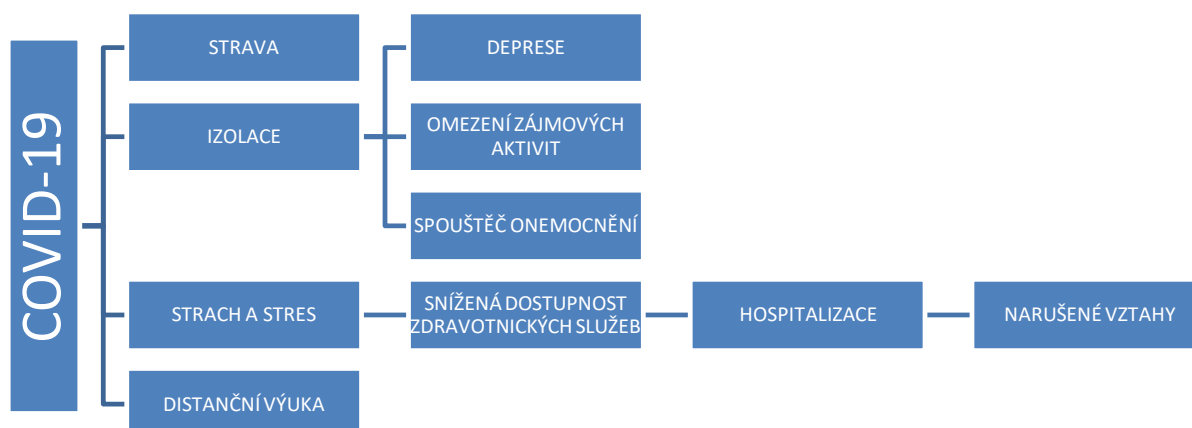 COVID-19
STRAVA
IZOLACE
DEPRESE
OMEZENÍ ZÁJMOVÝCH
AKTIVIT
SPOUŠTĚČ ONEMOCNĚNÍ
STRACH A STRES
SNÍŽENÁ DOSTUPNOST
ZDRAVOTNICKÝCH SLUŽEB
HOSPITALIZACE
NARUŠENÉ VZTAHY
DISTANČNÍ VÝUKA